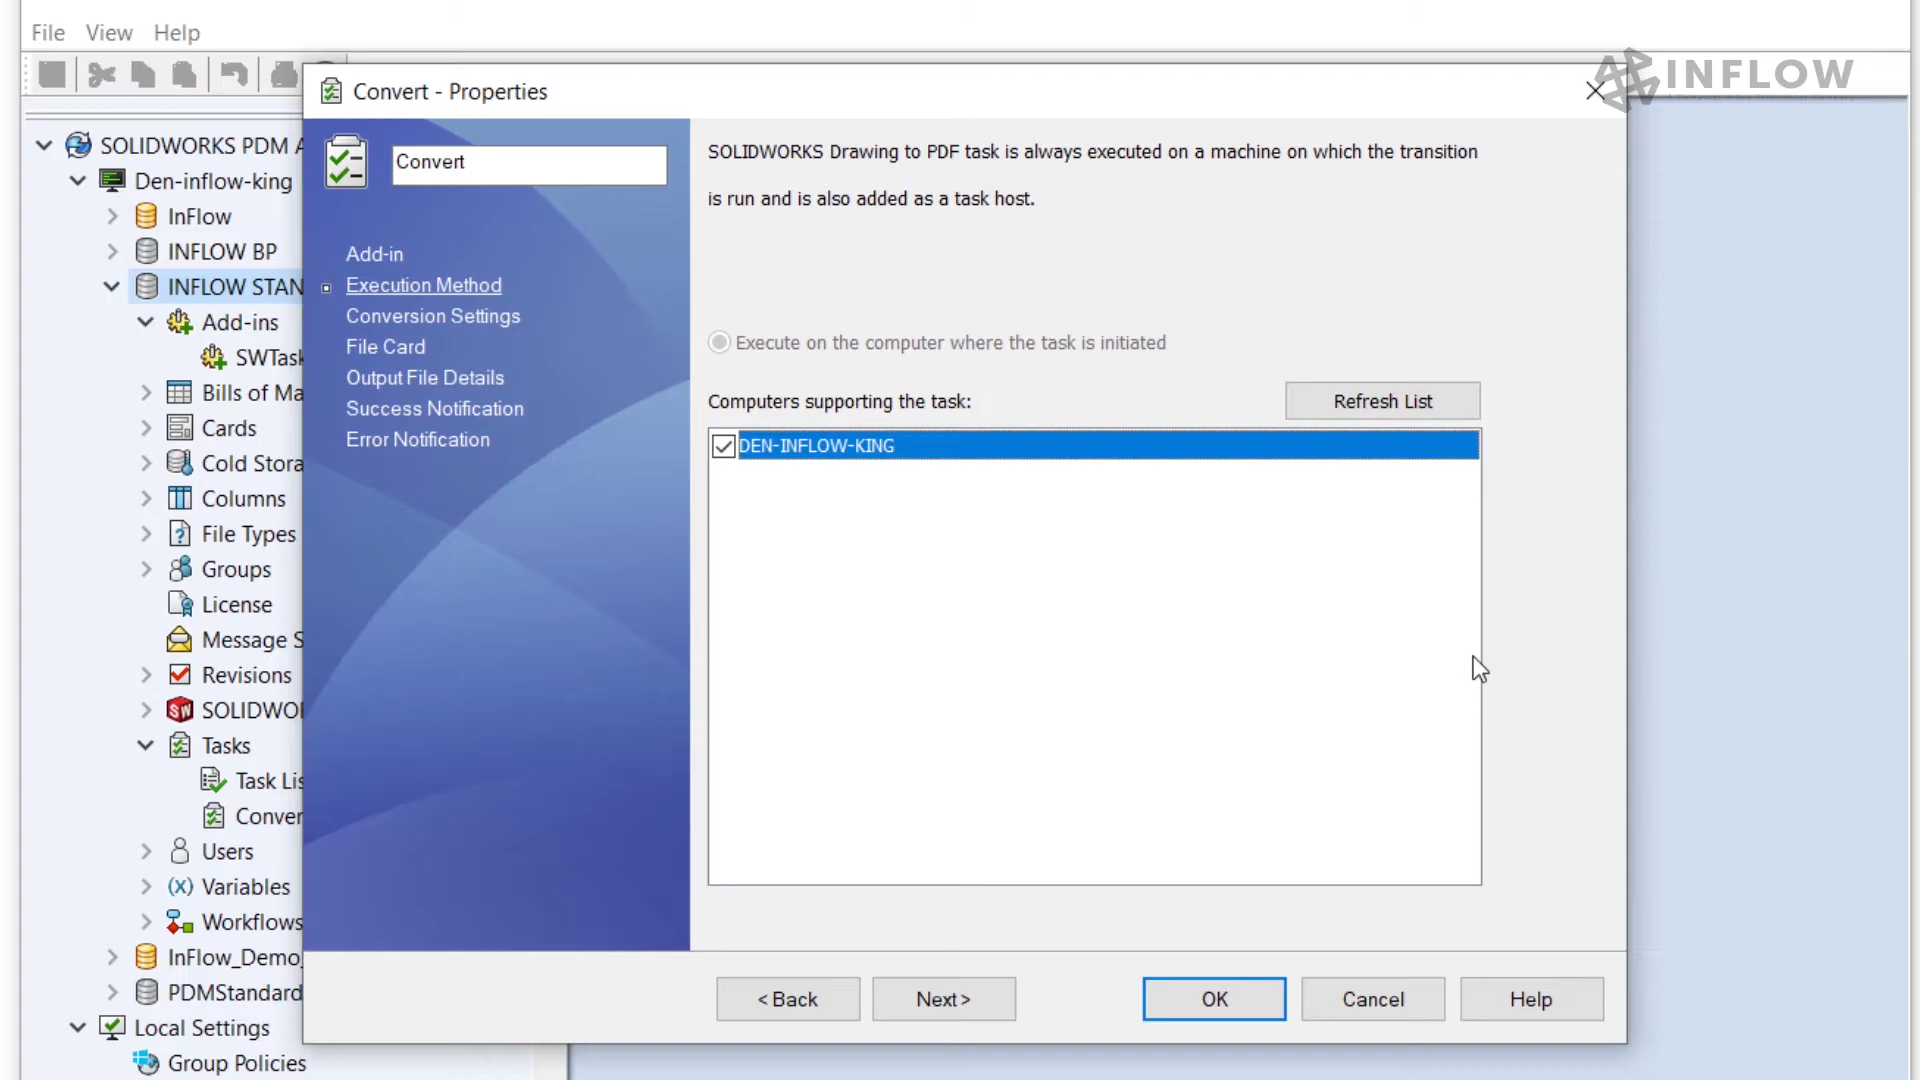 File View Help
INFLOW
Convert - Properties
SOLIDWORKS PDM A
Den-inflow-king
InFlow
INFLOW BP
INFLOW STAN
Add-ins
SWTask
Bills of Ma
Cards
Cold Stora
Columns
File Types
Groups
License
Message S
Revisions
SOLIDWOR
Tasks
Task Lis
Conver
Users
Variables
Workflows
InFlow_Demo_
PDMStandard
Local Settings
Group Policies
Convert
Add-in
Execution Method
Conversion Settings
File Card
Output File Details
Success Notification
Error Notification
SOLIDWORKS Drawing to PDF task is always executed on a machine on which the transition
is run and is also added as a task host.
Execute on the computer where the task is initiated
Computers supporting the task:
Refresh List
DEN-INFLOW-KING
< Back Next > OK Cancel Help